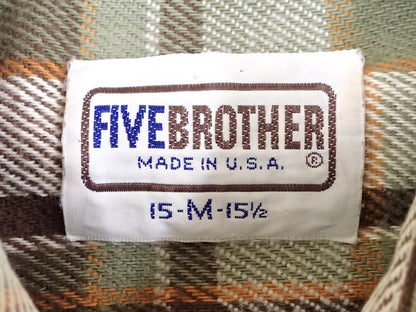 FIVEBROTHER
MADE IN U.S.A. ®
15-M-15½